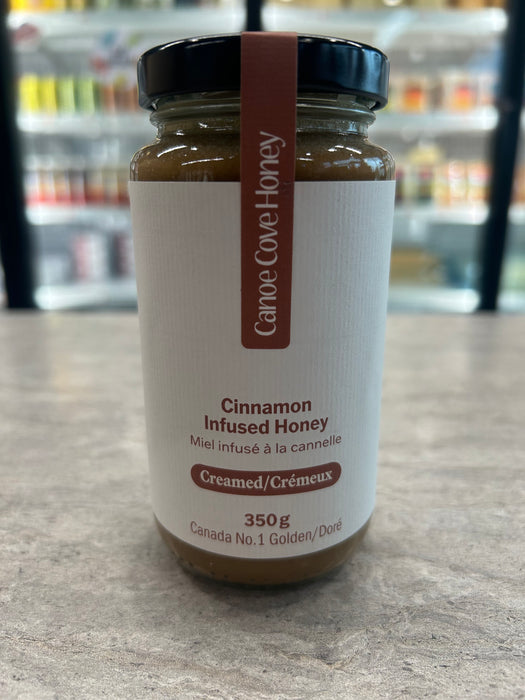 Canoe Cove Honey
Cinnamon
Infused Honey
Miel infusé à la cannelle
Creamed/Crémeux
350g
Canada No.1 Golden/Doré